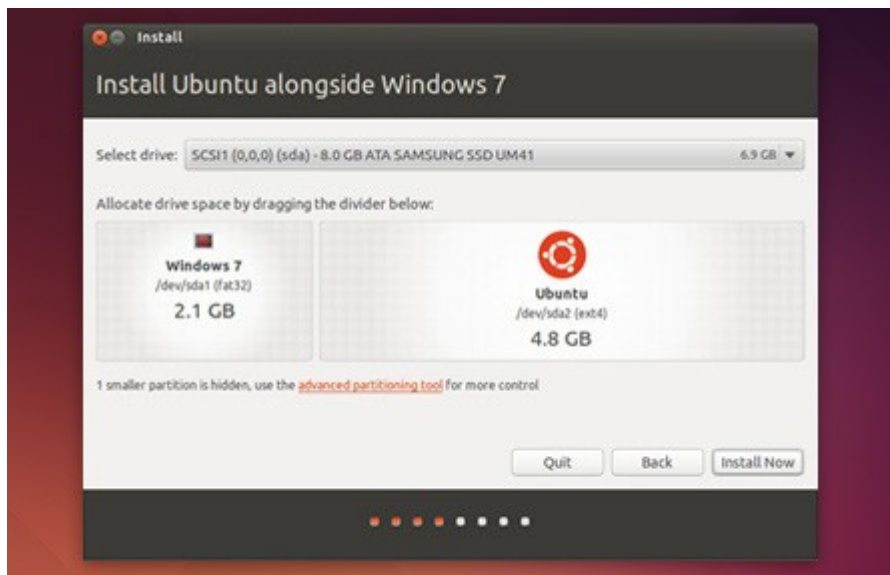 Install
Install Ubuntu alongside Windows 7
Select drive: SCSI1 (0,0,0) (sda) - 8.0 GB ATA SAMSUNG SSD UM41 6.9 GB
Allocate drive space by dragging the divider below:
Windows 7
/dev/sda1 (fat32)
2.1 GB
Ubuntu
/dev/sda2 (ext4)
4.8 GB
1 smaller partition is hidden, use the advanced partitioning tool for more control
Quit Back Install Now